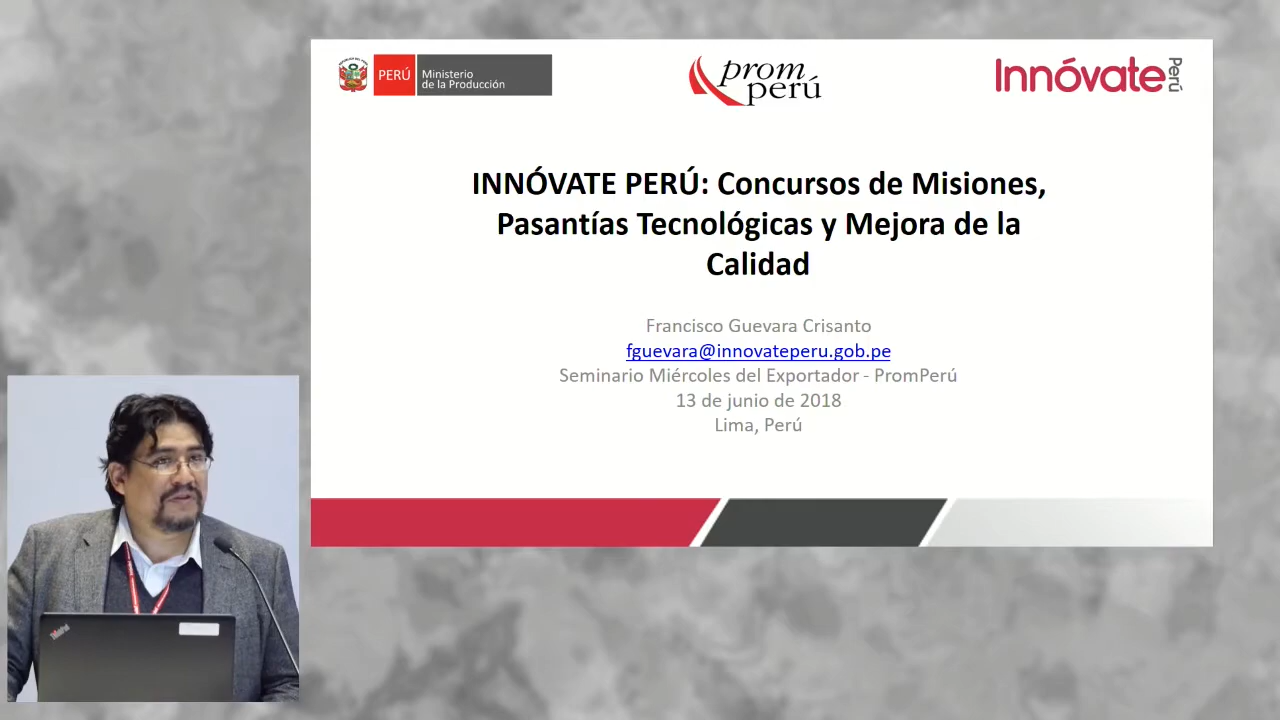 PERÚ
Ministerio
de la Producción
prom
perú
Innóvate Perú
INNÓVATE PERÚ: Concursos de Misiones,
Pasantías Tecnológicas y Mejora de la
Calidad
Francisco Guevara Crisanto
fguevara@innovateperu.gob.pe
Seminario Miércoles del Exportador - PromPerú
13 de junio de 2018
Lima, Perú
ThinkPad